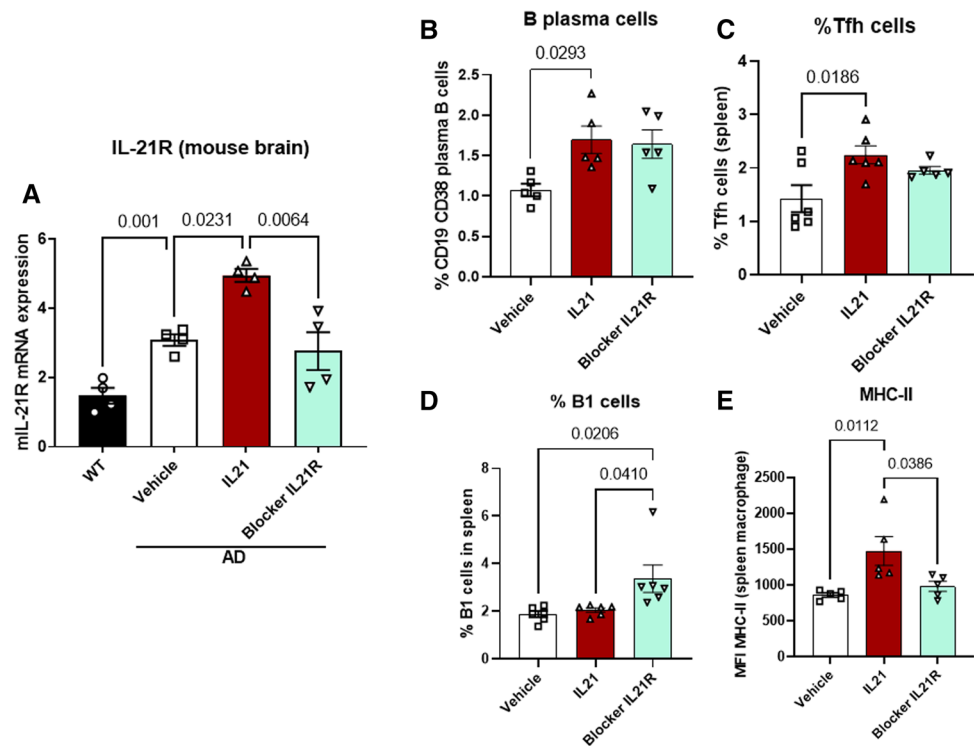 A
IL-21R (mouse brain)
0.001
0.0231
0.0064
mIL-21R mRNA expression
6
4
2
0
WT
Vehicle
IL21
Blocker IL21R
AD
B
B plasma cells
0.0293
% CD19 CD38 plasma B cells
2.5
2.0
1.5
1.0
0.5
0.0
Vehicle
IL21
Blocker IL21R
C
%Tfh cells
0.0186
% Tfh cells (spleen)
4
3
2
1
0
Vehicle
IL21
Blocker IL21R
D
% B1 cells
0.0206
0.0410
% B1 cells in spleen
8
6
4
2
0
Vehicle
IL21
Blocker IL21R
E
MHC-II
0.0112
0.0386
MFI MHC-II (spleen macrophage)
2500
2000
1500
1000
500
0
Vehicle
IL21
Blocker IL21R